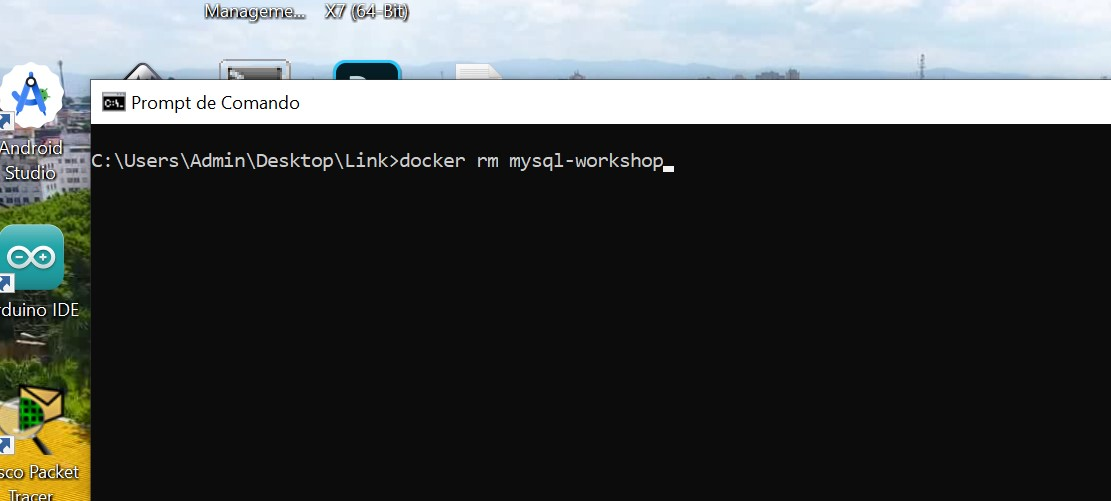 Manageme... X7 (64-Bit)
Android
Studio
rduino IDE
sco Packet
Tracer
C:\. Prompt de Comando
C:\Users\Admin\Desktop\Link>docker rm mysql-workshop